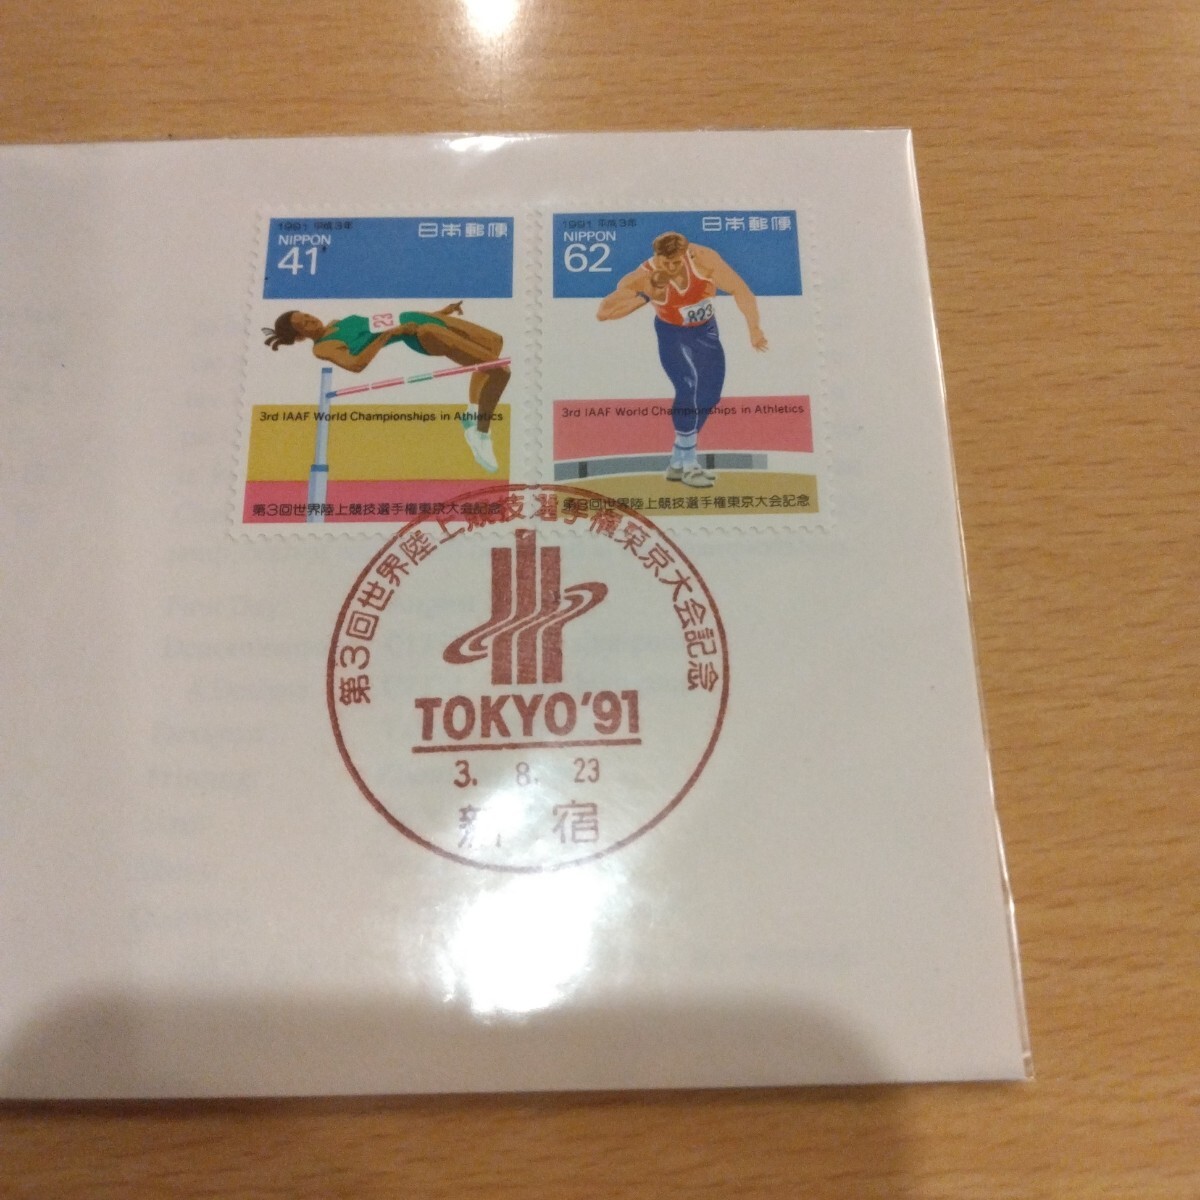 1991 平成3年
日本郵便
NIPPON
41
23
3rd IAAF World Championships in Athletics
第3回世界陸上競技選手権東京大会記念
1991 平成3年
日本郵便
NIPPON
62
823
3rd IAAF World Championships in Athletics
第3回世界陸上競技選手権東京大会記念
第3回世界陸上競技選手権東京大会記念
TOKYO'91
3. 8. 23
新宿